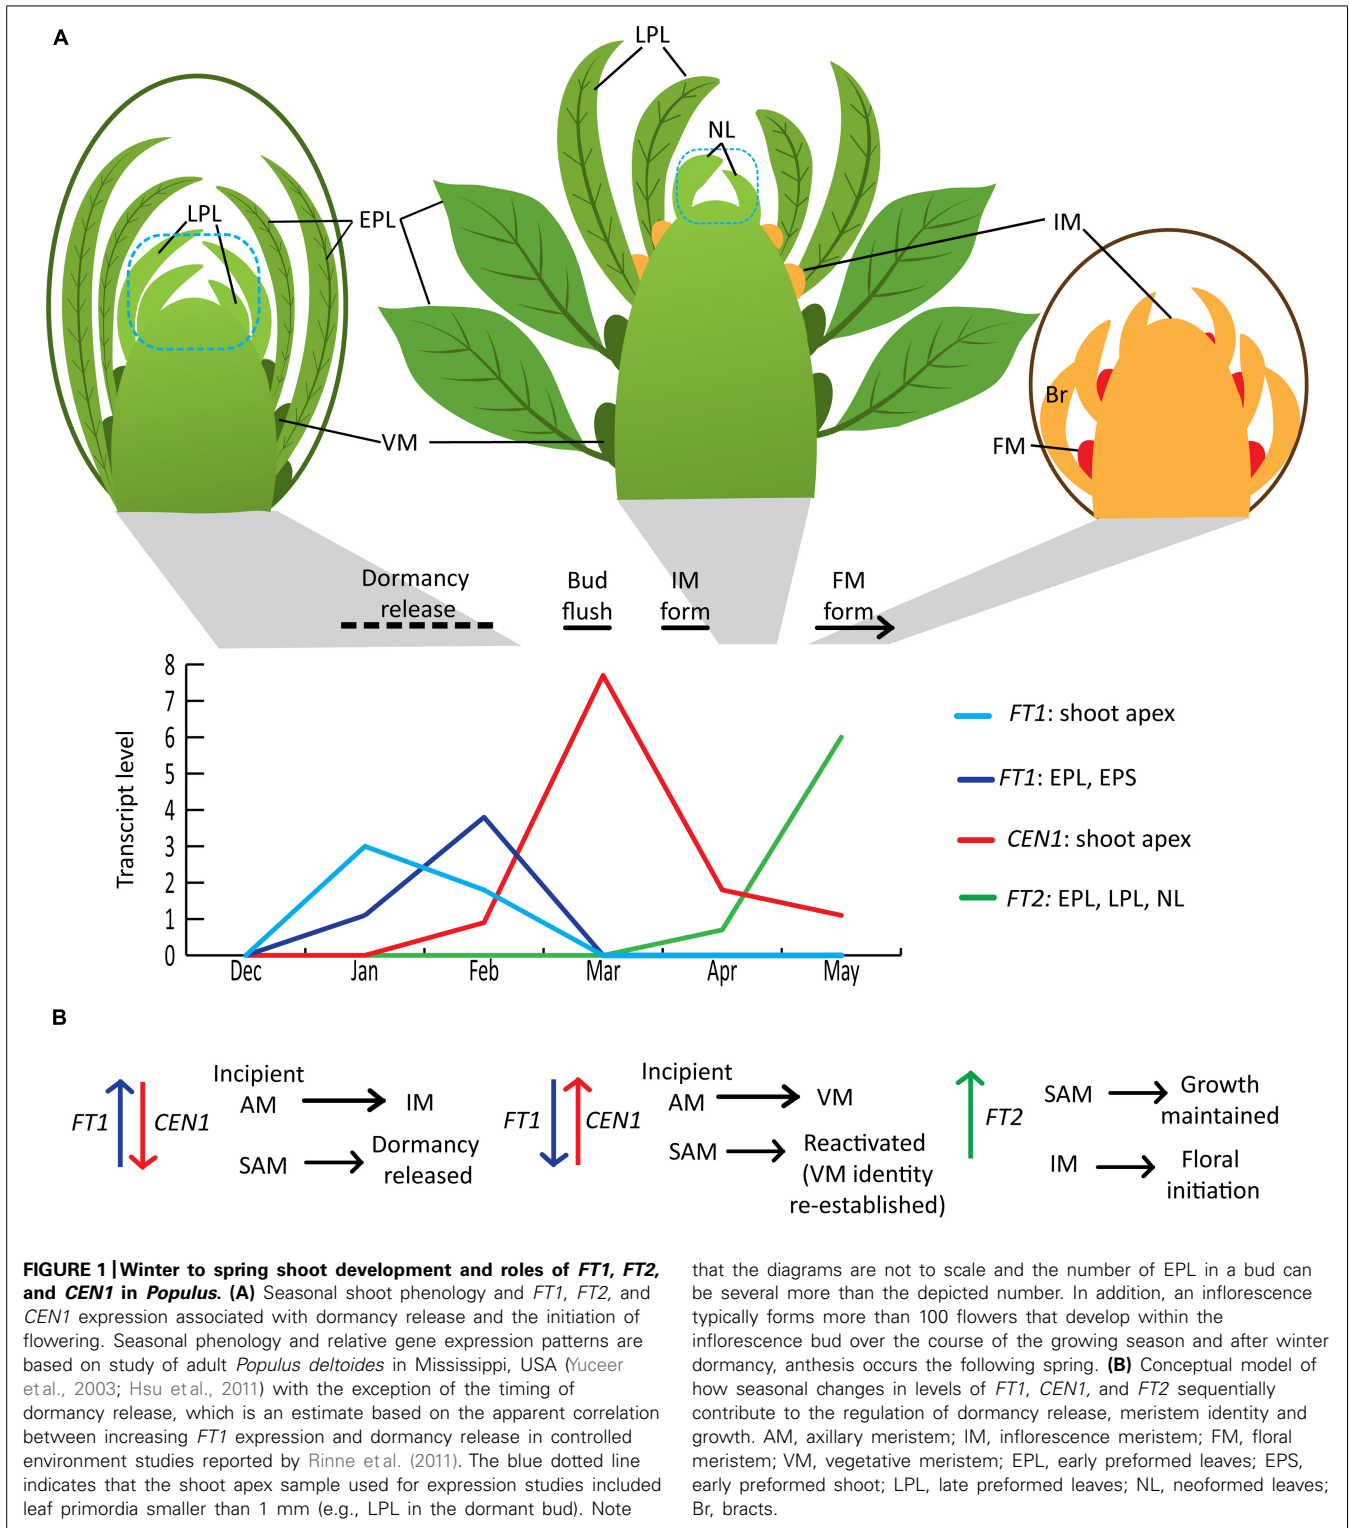 A
LPL
NL
LPL
EPL
IM
Br
VM
FM
Dormancy
release
Bud
flush
IM
form
FM
form
Transcript level
8
7
6
5
4
3
2
1
0
Dec Jan Feb Mar Apr May
FT1: shoot apex
FT1: EPL, EPS
CEN1: shoot apex
FT2: EPL, LPL, NL
B
FT1 CEN1
Incipient
AM IM
SAM Dormancy
released
FT1 CEN1
Incipient
AM VM
SAM Reactivated
(VM identity
re-established)
FT2
SAM Growth
maintained
IM Floral
initiation
FIGURE 1 | Winter to spring shoot development and roles of FT1, FT2,
and CEN1 in Populus. (A) Seasonal shoot phenology and FT1, FT2, and
CEN1 expression associated with dormancy release and the initiation of
flowering. Seasonal phenology and relative gene expression patterns are
based on study of adult Populus deltoides in Mississippi, USA (Yuceer
et al., 2003; Hsu et al., 2011) with the exception of the timing of
dormancy release, which is an estimate based on the apparent correlation
between increasing FT1 expression and dormancy release in controlled
environment studies reported by Rinne et al. (2011). The blue dotted line
indicates that the shoot apex sample used for expression studies included
leaf primordia smaller than 1 mm (e.g., LPL in the dormant bud). Note
that the diagrams are not to scale and the number of EPL in a bud can
be several more than the depicted number. In addition, an inflorescence
typically forms more than 100 flowers that develop within the
inflorescence bud over the course of the growing season and after winter
dormancy, anthesis occurs the following spring. (B) Conceptual model of
how seasonal changes in levels of FT1, CEN1, and FT2 sequentially
contribute to the regulation of dormancy release, meristem identity and
growth. AM, axillary meristem; IM, inflorescence meristem; FM, floral
meristem; VM, vegetative meristem; EPL, early preformed leaves; EPS,
early preformed shoot; LPL, late preformed leaves; NL, neoformed leaves;
Br, bracts.